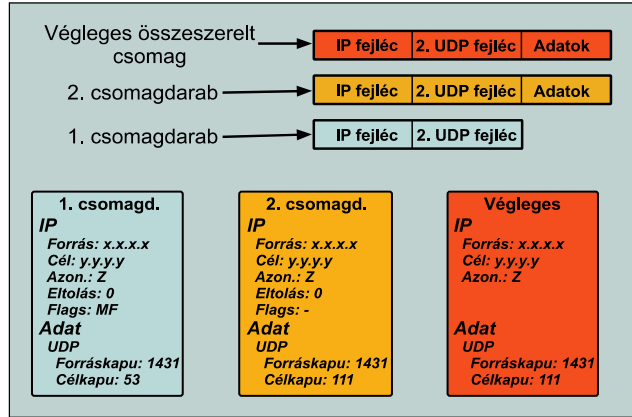 Végleges összeszerelt
csomag
IP fejléc 2. UDP fejléc Adatok
2. csomagdarab
IP fejléc 2. UDP fejléc Adatok
1. csomagdarab
IP fejléc 2. UDP fejléc
1. csomagd.
IP
Forrás: x.x.x.x
Cél: y.y.y.y
Azon.: Z
Eltolás: 0
Flags: MF
Adat
UDP
Forráskapu: 1431
Célkapu: 53
2. csomagd.
IP
Forrás: x.x.x.x
Cél: y.y.y.y
Azon.: Z
Eltolás: 0
Flags: -
Adat
UDP
Forráskapu: 1431
Célkapu: 111
Végleges
IP
Forrás: x.x.x.x
Cél: y.y.y.y
Azon.: Z
Adat
UDP
Forráskapu: 1431
Célkapu: 111